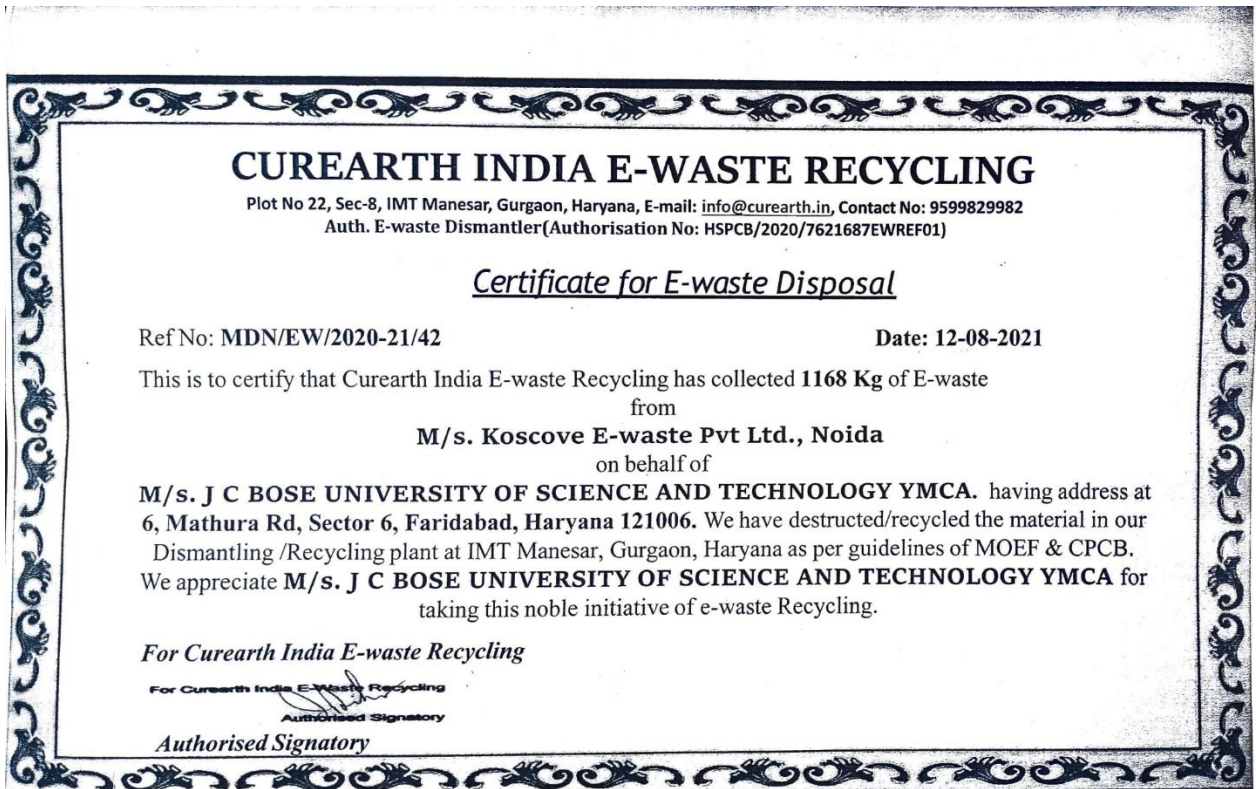 CUREARTH INDIA E-WASTE RECYCLING
Plot No 22, Sec-8, IMT Manesar, Gurgaon, Haryana, E-mail: info@curearth.in, Contact No: 9599829982
Auth. E-waste Dismantler(Authorisation No: HSPCB/2020/7621687EWREF01)
Certificate for E-waste Disposal
Ref No: MDN/EW/2020-21/42 Date: 12-08-2021
This is to certify that Curearth India E-waste Recycling has collected 1168 Kg of E-waste
from
M/s. Koscove E-waste Pvt Ltd., Noida
on behalf of
M/s. J C BOSE UNIVERSITY OF SCIENCE AND TECHNOLOGY YMCA. having address at
6, Mathura Rd, Sector 6, Faridabad, Haryana 121006. We have destructed/recycled the material in our
Dismantling /Recycling plant at IMT Manesar, Gurgaon, Haryana as per guidelines of MOEF & CPCB.
We appreciate M/s. J C BOSE UNIVERSITY OF SCIENCE AND TECHNOLOGY YMCA for
taking this noble initiative of e-waste Recycling.
For Curearth India E-waste Recycling
For Curearth India E-Waste Recycling
Authorised Signatory
Authorised Signatory